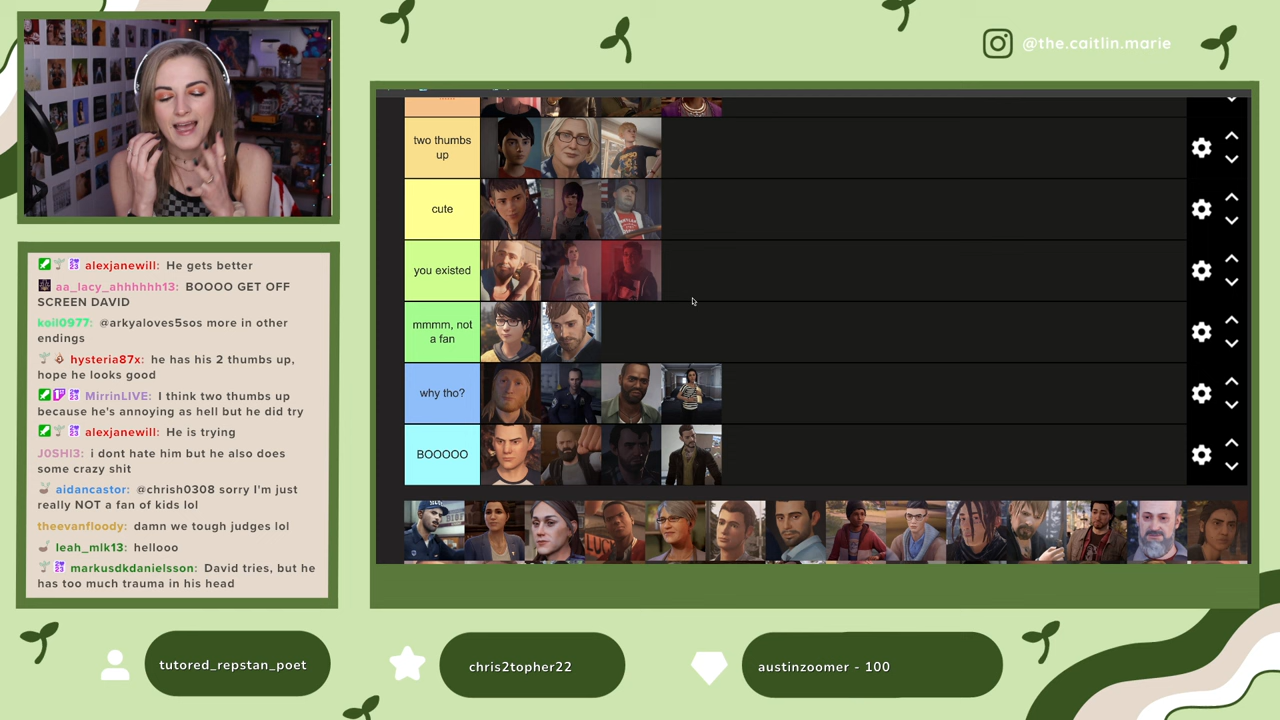 @the.caitlin.marie
alexjanewill: He gets better
aa_lacy_ahhhhhh13: BOOOO GET OFF
SCREEN DAVID
koil0977: @arkyaloves5sos more in other
endings
hysteria87x: he has his 2 thumbs up,
hope he looks good
MirrinLIVE: I think two thumbs up
because he's annoying as hell but he did try
alexjanewill: He is trying
J0SHI3: i dont hate him but he also does
some crazy shit
aidancastor: @chrish0308 sorry I'm just
really NOT a fan of kids lol
theevanfloody: damn we tough judges lol
leah_mlk13: hellooo
markusdkdanielsson: David tries, but he
has too much trauma in his head
two thumbs
up
cute
you existed
mmmm, not
a fan
why tho?
BOOOOO
tutored_repstan_poet
chris2topher22
austinzoomer - 100